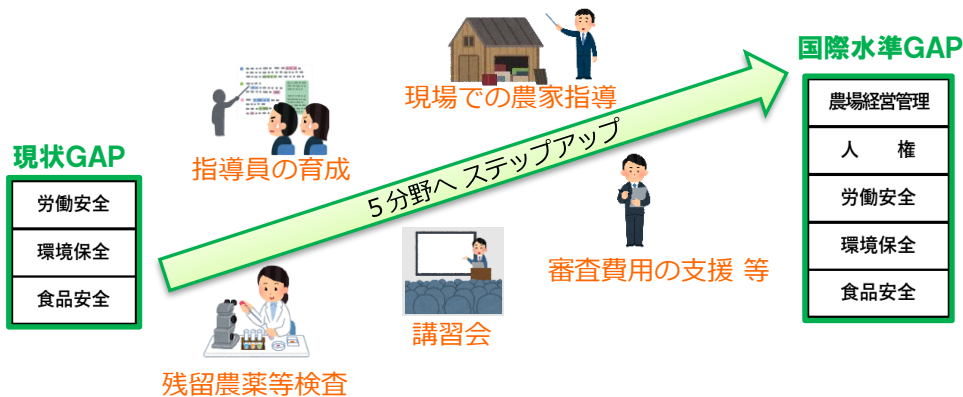 現状GAP
労働安全
環境保全
食品安全
指導員の育成
現場での農家指導
5分野へ ステップアップ
残留農薬等検査
講習会
審査費用の支援 等
国際水準GAP
農場経営管理
人　権
労働安全
環境保全
食品安全